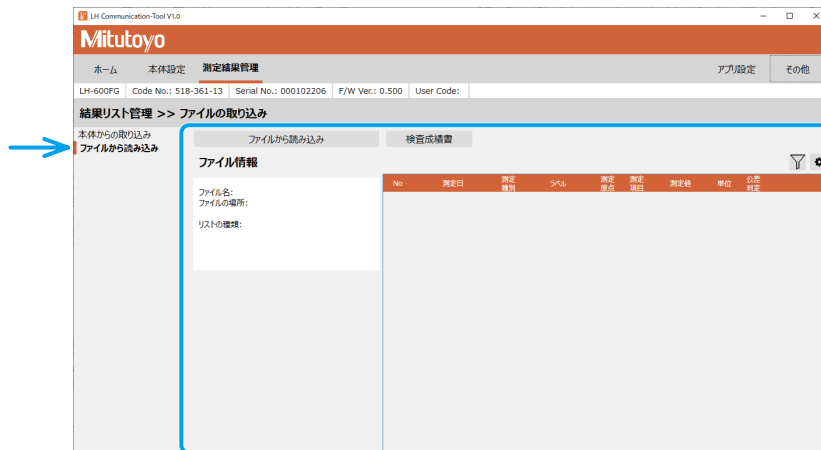 LH Communication-Tool V1.0
Mitutoyo
ホーム 本体設定 測定結果管理 アプリ設定 その他
LH-600FG Code No.: 518-361-13 Serial No.: 000102206 F/W Ver.: 0.500 User Code:
結果リスト管理 >> ファイルの取り込み
本体からの取り込み
ファイルから読み込み
ファイルから読み込み 検査成績書
ファイル情報
ファイル名:
ファイルの場所:
リストの種類:
No 測定日 測定種別 ラベル 測定原点 測定項目 測定値 単位 公差判定